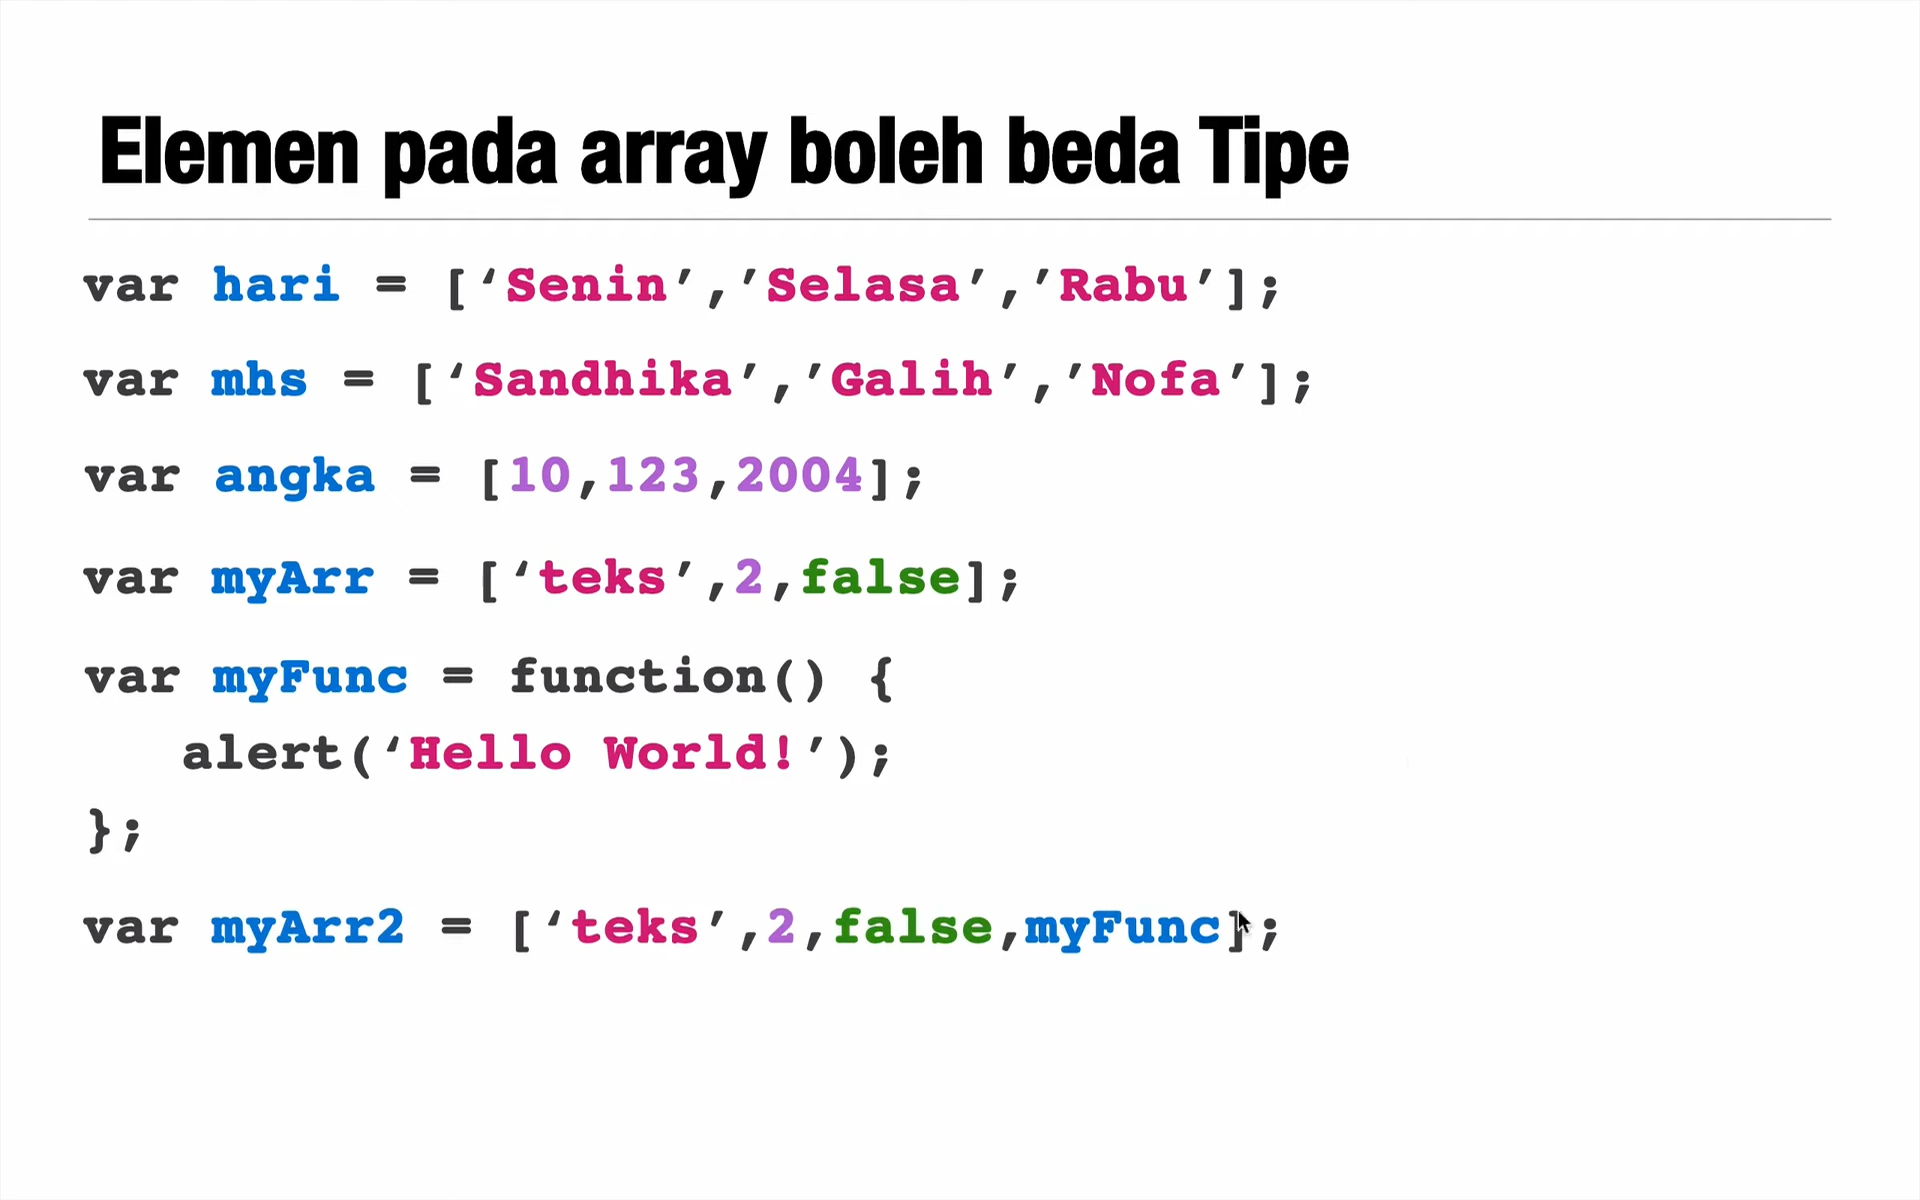 Elemen pada array boleh beda Tipe
var hari = [‘Senin’,’Selasa’,’Rabu’];
var mhs = [‘Sandhika’,’Galih’,’Nofa’];
var angka = [10,123,2004];
var myArr = [‘teks’,2,false];
var myFunc = function() {
alert(‘Hello World!’);
};
var myArr2 = [‘teks’,2,false,myFunc];